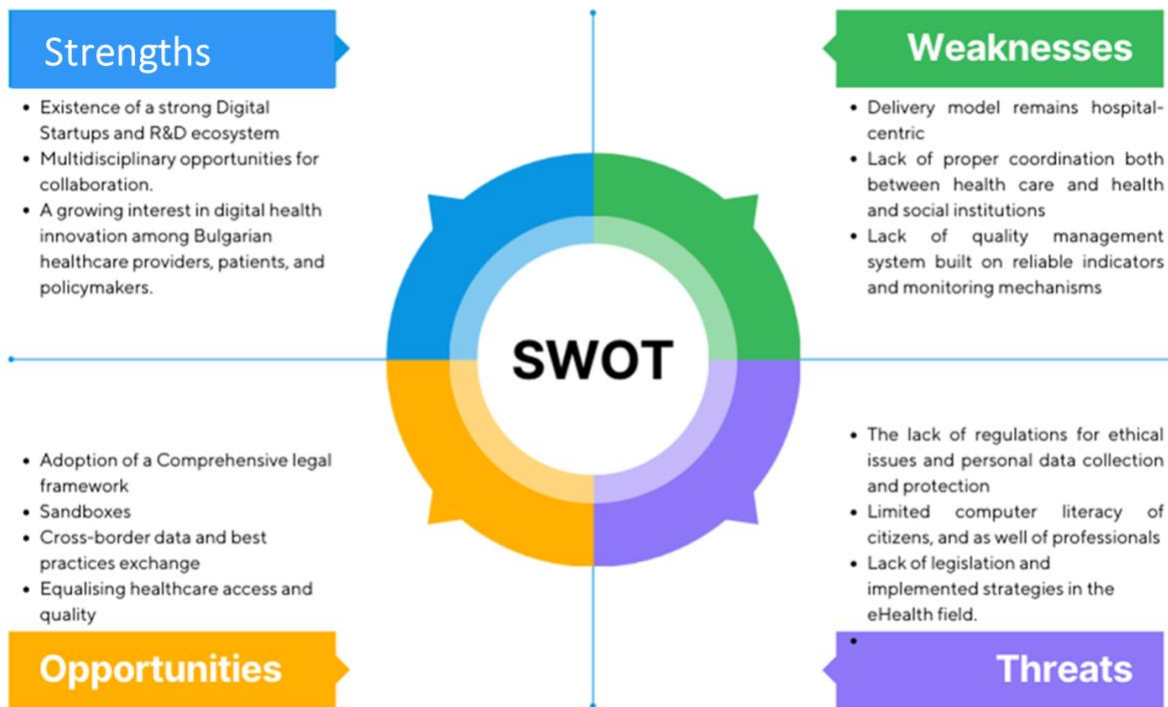 Strengths
• Existence of a strong Digital
Startups and R&D ecosystem
• Multidisciplinary opportunities for
collaboration.
• A growing interest in digital health
innovation among Bulgarian
healthcare providers, patients, and
policymakers.
Weaknesses
• Delivery model remains hospital-
centric
• Lack of proper coordination both
between health care and health
and social institutions
• Lack of quality management
system built on reliable indicators
and monitoring mechanisms
SWOT
• Adoption of a Comprehensive legal
framework
• Sandboxes
• Cross-border data and best
practices exchange
• Equalising healthcare access and
quality
Opportunities
• The lack of regulations for ethical
issues and personal data collection
and protection
• Limited computer literacy of
citizens, and as well of professionals
• Lack of legislation and
implemented strategies in the
eHealth field.
•
Threats